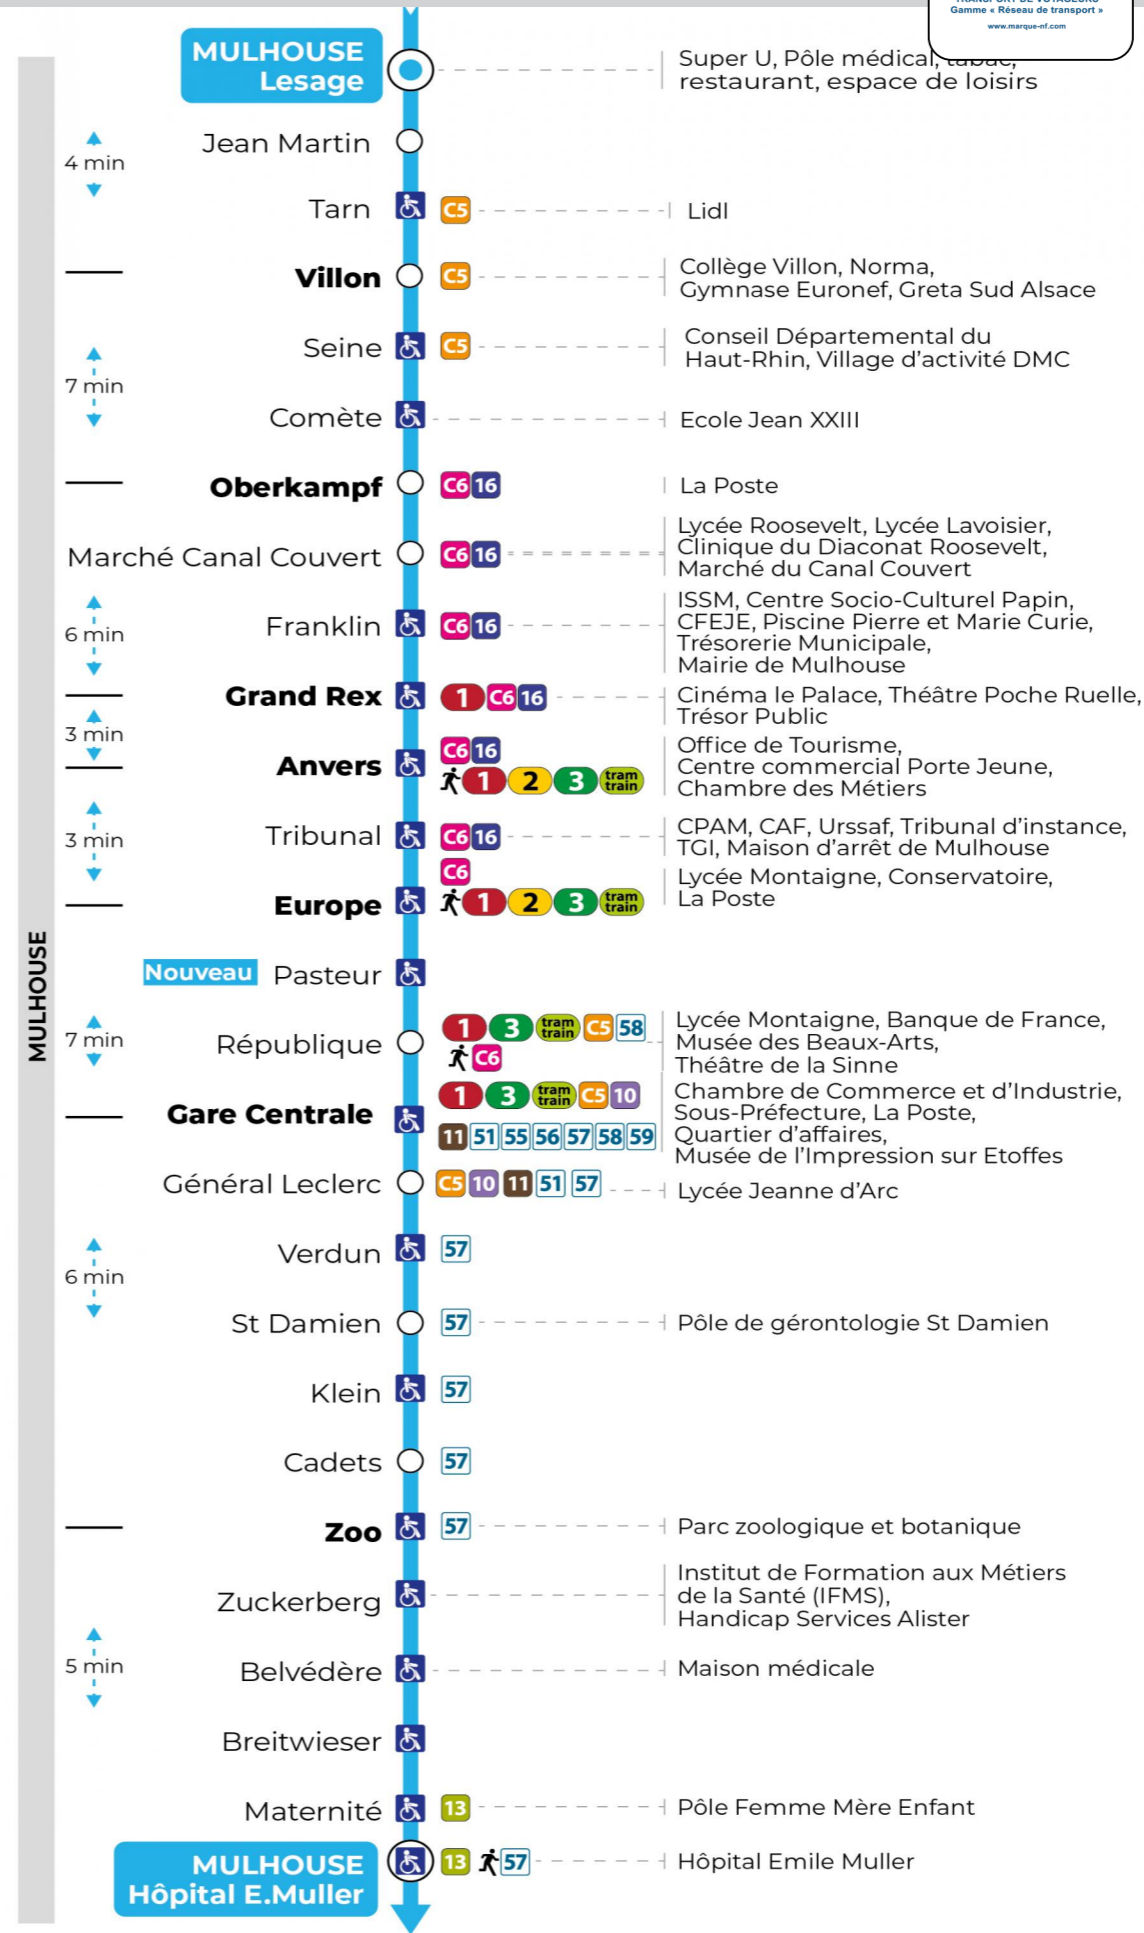 TRANSPORT DE VOYAGEURS
Gamme « Réseau de transport »
www.marque-nf.com
MULHOUSE
Lesage
Super U, Pôle médical, tabac,
restaurant, espace de loisirs
Jean Martin
4 min
Tarn
C5
Lidl
Villon
C5
Collège Villon, Norma,
Gymnase Euronef, Greta Sud Alsace
Seine
C5
Conseil Départemental du
Haut-Rhin, Village d'activité DMC
7 min
Comète
Ecole Jean XXIII
Oberkampf
C6 16
La Poste
Marché Canal Couvert
C6 16
Lycée Roosevelt, Lycée Lavoisier,
Clinique du Diaconat Roosevelt,
Marché du Canal Couvert
6 min
Franklin
C6 16
ISSM, Centre Socio-Culturel Papin,
CFEJE, Piscine Pierre et Marie Curie,
Trésorerie Municipale,
Mairie de Mulhouse
Grand Rex
1 C6 16
Cinéma le Palace, Théâtre Poche Ruelle,
Trésor Public
3 min
Anvers
C6 16
1 2 3 tram train
Office de Tourisme,
Centre commercial Porte Jeune,
Chambre des Métiers
3 min
Tribunal
C6 16
CPAM, CAF, Urssaf, Tribunal d'instance,
TGI, Maison d'arrêt de Mulhouse
Europe
C6
1 2 3 tram train
Lycée Montaigne, Conservatoire,
La Poste
MULHOUSE
Nouveau Pasteur
7 min
République
1 3 tram train C5 58
C6
Lycée Montaigne, Banque de France,
Musée des Beaux-Arts,
Théâtre de la Sinne
Gare Centrale
1 3 tram train C5 10
11 51 55 56 57 58 59
Chambre de Commerce et d'Industrie,
Sous-Préfecture, La Poste,
Quartier d'affaires,
Musée de l'Impression sur Etoffes
Général Leclerc
C5 10 11 51 57
Lycée Jeanne d'Arc
Verdun
57
6 min
St Damien
57
Pôle de gérontologie St Damien
Klein
57
Cadets
57
Zoo
57
Parc zoologique et botanique
Zuckerberg
Institut de Formation aux Métiers
de la Santé (IFMS),
Handicap Services Alister
5 min
Belvédère
Maison médicale
Breitwieser
Maternité
13
Pôle Femme Mère Enfant
MULHOUSE
Hôpital E.Muller
13 57
Hôpital Emile Muller